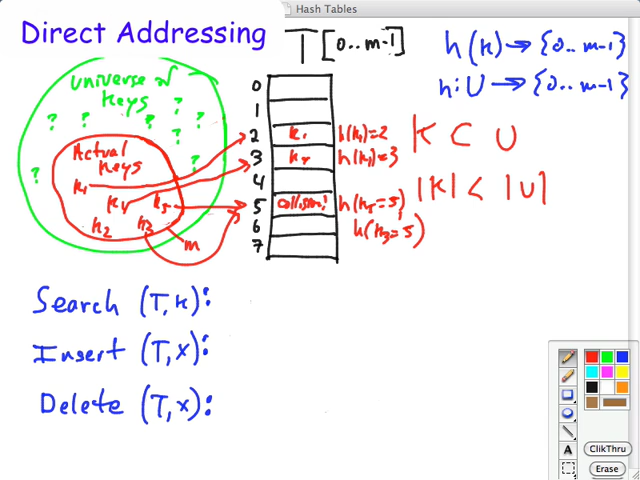 Hash Tables
Direct Addressing
T [0..m-1]
h(k) → {0..m-1}
h: U → {0..m-1}
Universe of
keys
? ? ? ? ? ? ? ?
Actual
keys
k1
k4
k5
k2
k3
m
0
1
2 k1 h(k1)=2
3 h(k4)=3
4
5 collision! h(k5=5)
6 h(k3=5)
7
K ⊂ U
|K| < |U|
Search (T,k):
Insert (T,x):
Delete (T,x):
A
ClikThru
Erase